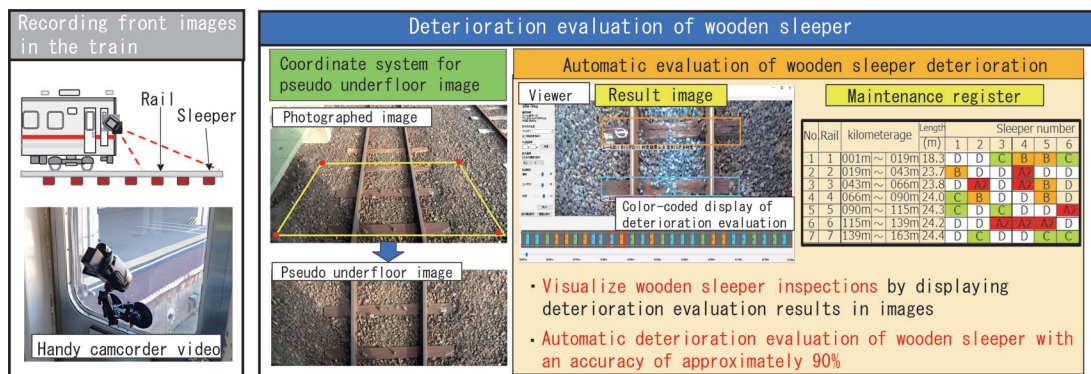 Recording front images
in the train
Rail
Sleeper
Handy camcorder video
Deterioration evaluation of wooden sleeper
Coordinate system for
pseudo underfloor image
Photographed image
Pseudo underfloor image
Automatic evaluation of wooden sleeper deterioration
Viewer
Result image
Color-coded display of
deterioration evaluation
Maintenance register
No. Rail kilometerage Length (m) Sleeper number
1 2 3 4 5 6
1 1 001m～ 019m 18.3 D D C B B C
2 2 019m～ 043m 23.7 B D D A2 D D
3 3 043m～ 066m 23.8 D A2 D A2 B D
4 4 066m～ 090m 24.0 C B D D B D
5 5 090m～ 115m 24.3 C D C D D A2
6 6 115m～ 139m 24.2 D D A2 A2 A2 D
7 7 139m～ 163m 24.4 D C D D C C
・Visualize wooden sleeper inspections by displaying
deterioration evaluation results in images
・Automatic deterioration evaluation of wooden sleeper with
an accuracy of approximately 90%